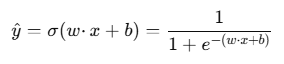 ŷ = σ(w· x + b) = 1 / (1 + e^−(w·x+b))